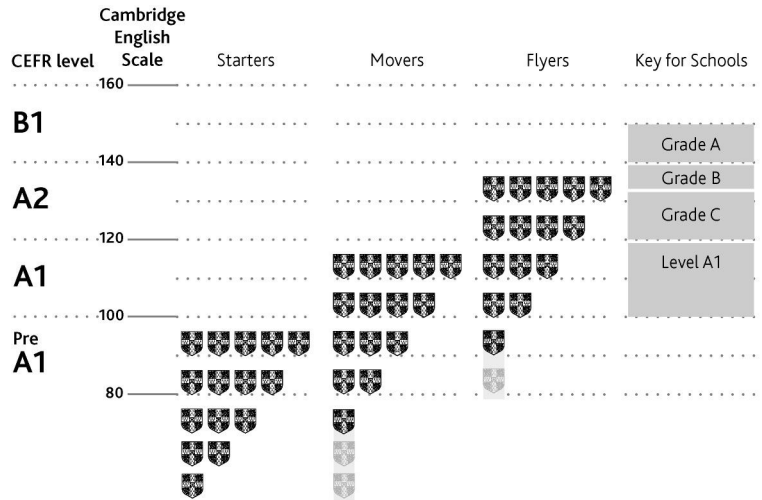 Cambridge
English
Scale
CEFR level
Starters
Movers
Flyers
Key for Schools
160
B1
Grade A
140
Grade B
A2
Grade C
120
A1
Level A1
100
Pre
A1
80